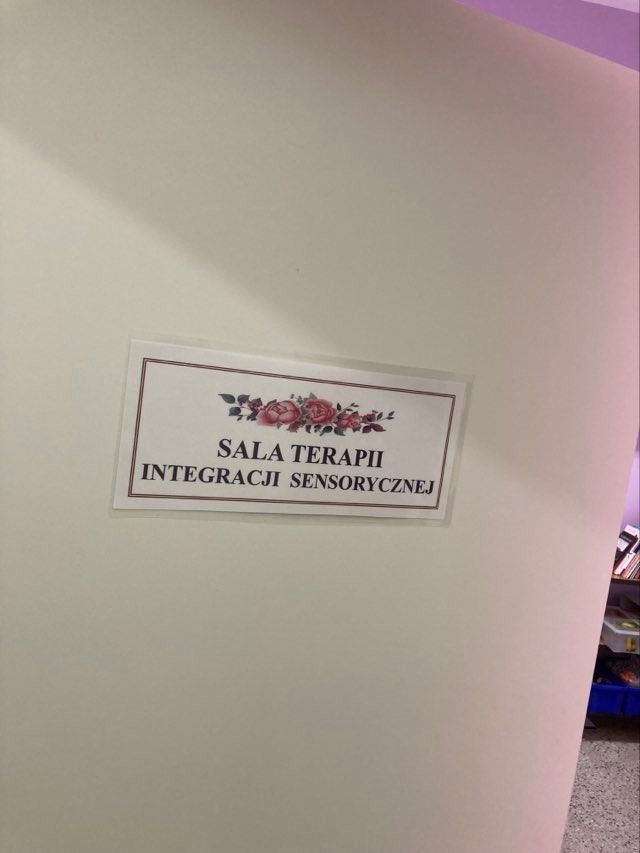 SALA TERAPII
INTEGRACJI SENSORYCZNEJ